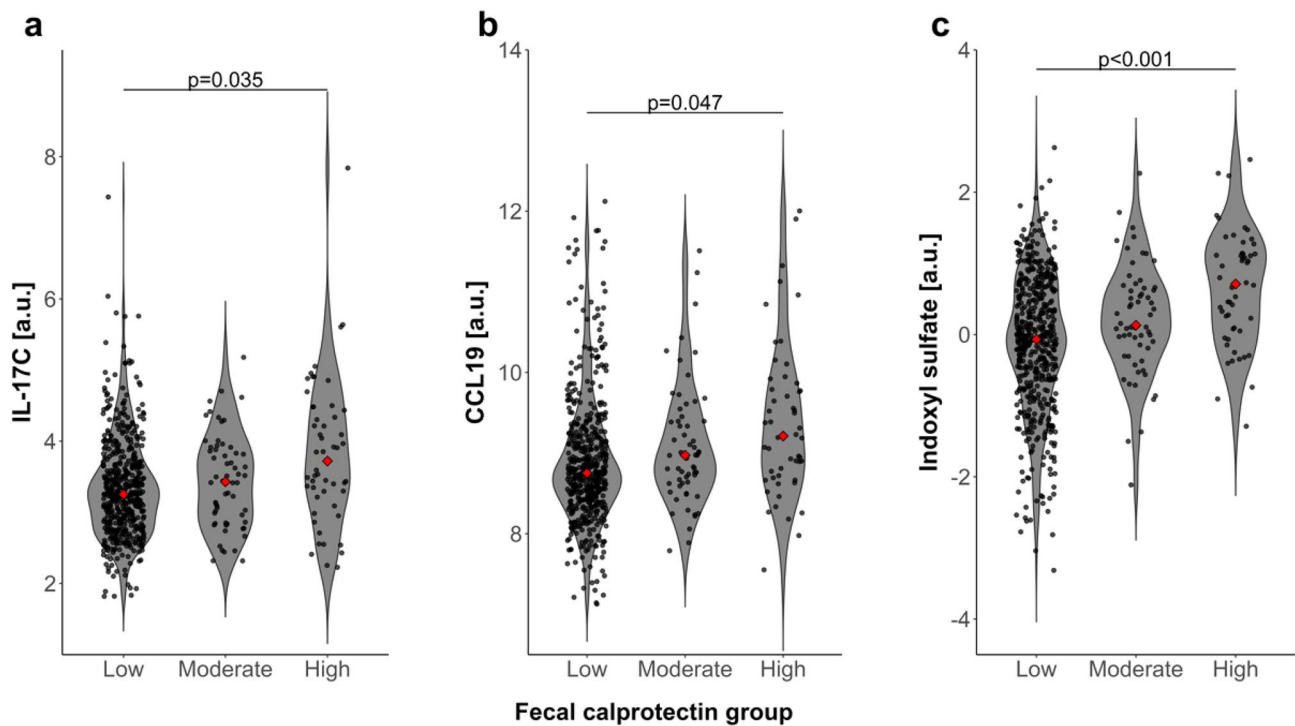 a
p=0.035
IL-17C [a.u.]
8
6
4
2
Low Moderate High
b
p=0.047
CCL19 [a.u.]
14
12
10
8
Low Moderate High
c
p<0.001
Indoxyl sulfate [a.u.]
4
2
0
-2
-4
Low Moderate High
Fecal calprotectin group